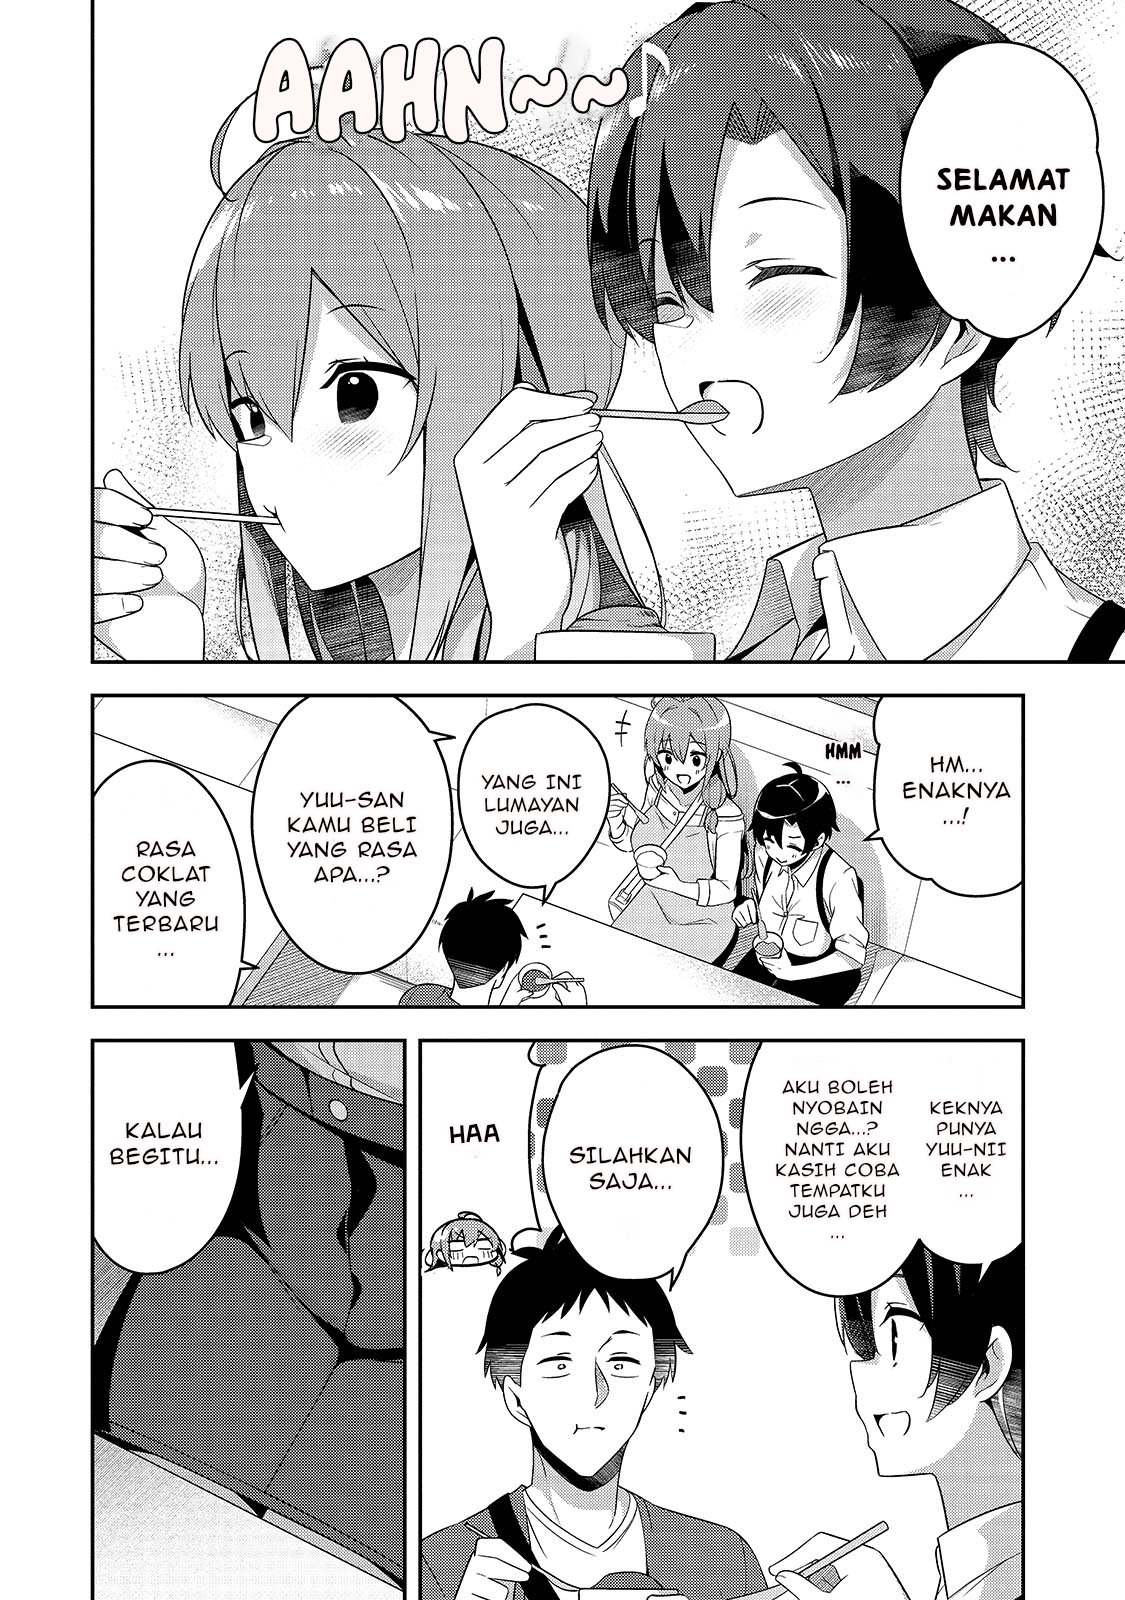 SELAMAT
MAKAN
...
AAHN~~♪
HM...
ENAKNYA
...!
HMM
...
YANG INI
LUMAYAN
JUGA...
YUU-SAN
KAMU BELI
YANG RASA
APA...?
RASA
COKLAT
YANG
TERBARU
...
KEKNYA
PUNYA
YUU-NII
ENAK
...
AKU BOLEH
NYOBAIN
NGGA...?
NANTI AKU
KASIH COBA
TEMPATKU
JUGA DEH
...
SILAHKAN
SAJA...
HAA
KALAU
BEGITU...